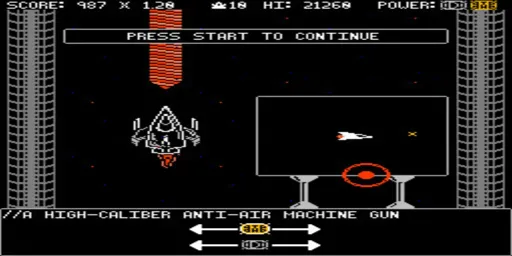 SCORE: 987 X 1.20 10 HI: 21260 POWER:
PRESS START TO CONTINUE
//A HIGH-CALIBER ANTI-AIR MACHINE GUN